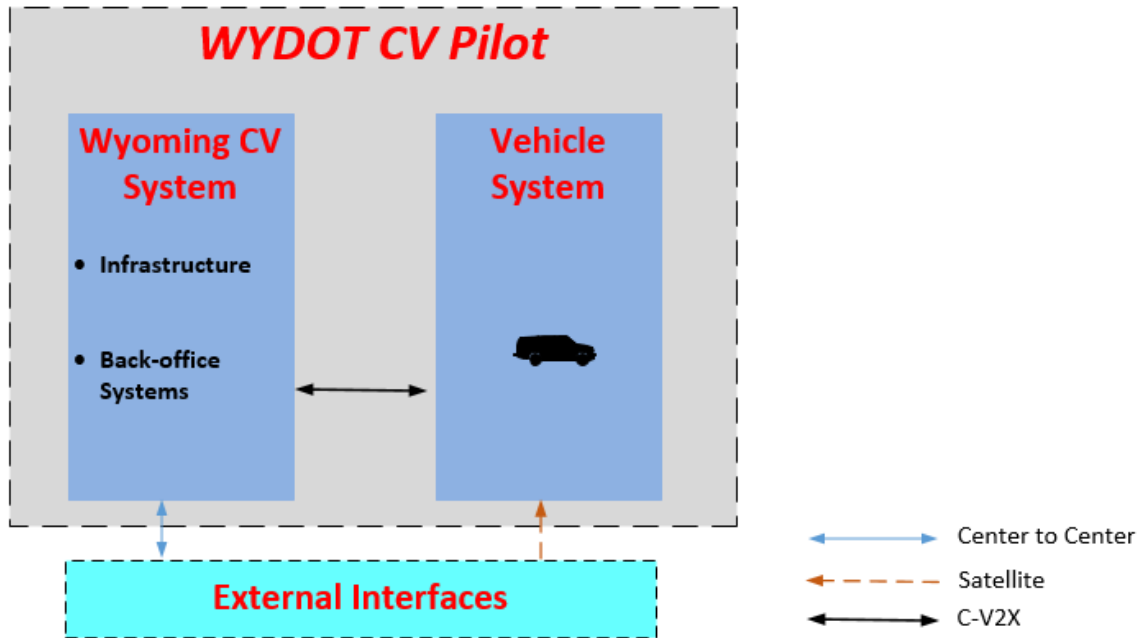 WYDOT CV Pilot
Wyoming CV
System
• Infrastructure
• Back-office
Systems
Vehicle
System
External Interfaces
Center to Center
Satellite
C-V2X